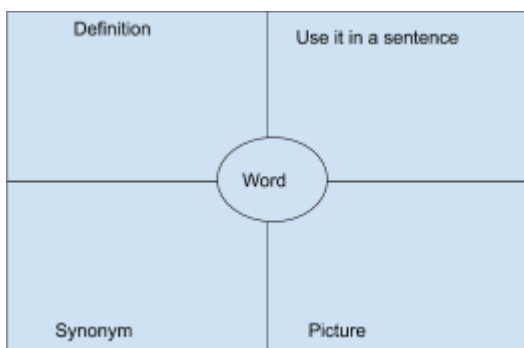 Definition
Use it in a sentence
Word
Synonym
Picture